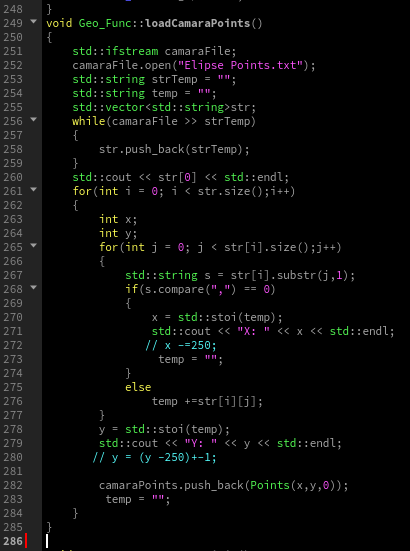 248 }
249 void Geo_Func::loadCamaraPoints()
250 {
251     std::ifstream camaraFile;
252     camaraFile.open("Elipse Points.txt");
253     std::string strTemp = "";
254     std::string temp = "";
255     std::vector<std::string>str;
256     while(camaraFile >> strTemp)
257     {
258         str.push_back(strTemp);
259     }
260     std::cout << str[0] << std::endl;
261     for(int i = 0; i < str.size();i++)
262     {
263         int x;
264         int y;
265         for(int j = 0; j < str[i].size();j++)
266         {
267             std::string s = str[i].substr(j,1);
268             if(s.compare(",") == 0)
269             {
270                 x = std::stoi(temp);
271                 std::cout << "X: " << x << std::endl;
272                // x -=250;
273                  temp = "";
274             }
275             else
276                 temp +=str[i][j];
277         }
278         y = std::stoi(temp);
279         std::cout << "Y: " << y << std::endl;
280        // y = (y -250)+-1;
281
282         camaraPoints.push_back(Points(x,y,0));
283          temp = "";
284     }
285 }
286